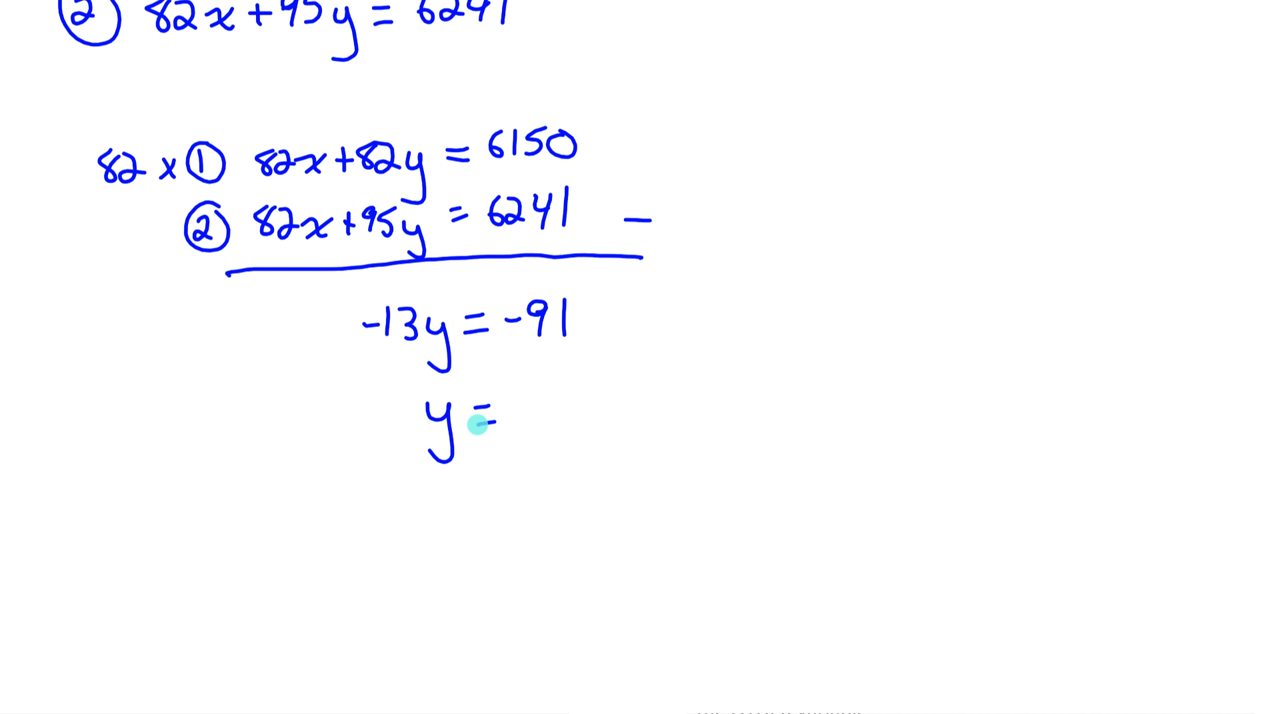 ② 82x + 95y = 6241
82 × ① 82x + 82y = 6150
② 82x + 95y = 6241 −
-13y = -91
y =